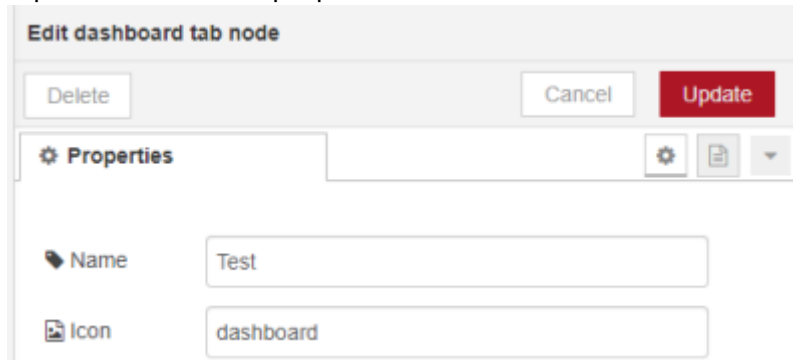 Edit dashboard tab node
Delete Cancel Update
Properties
Name Test
Icon dashboard